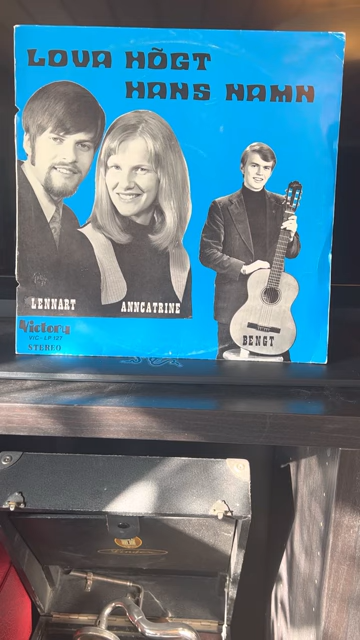 LOVA HÖGT
HANS NAMN
LENNART
ANNCATRINE
BENGT
Victory
VIC-LP 127
STEREO